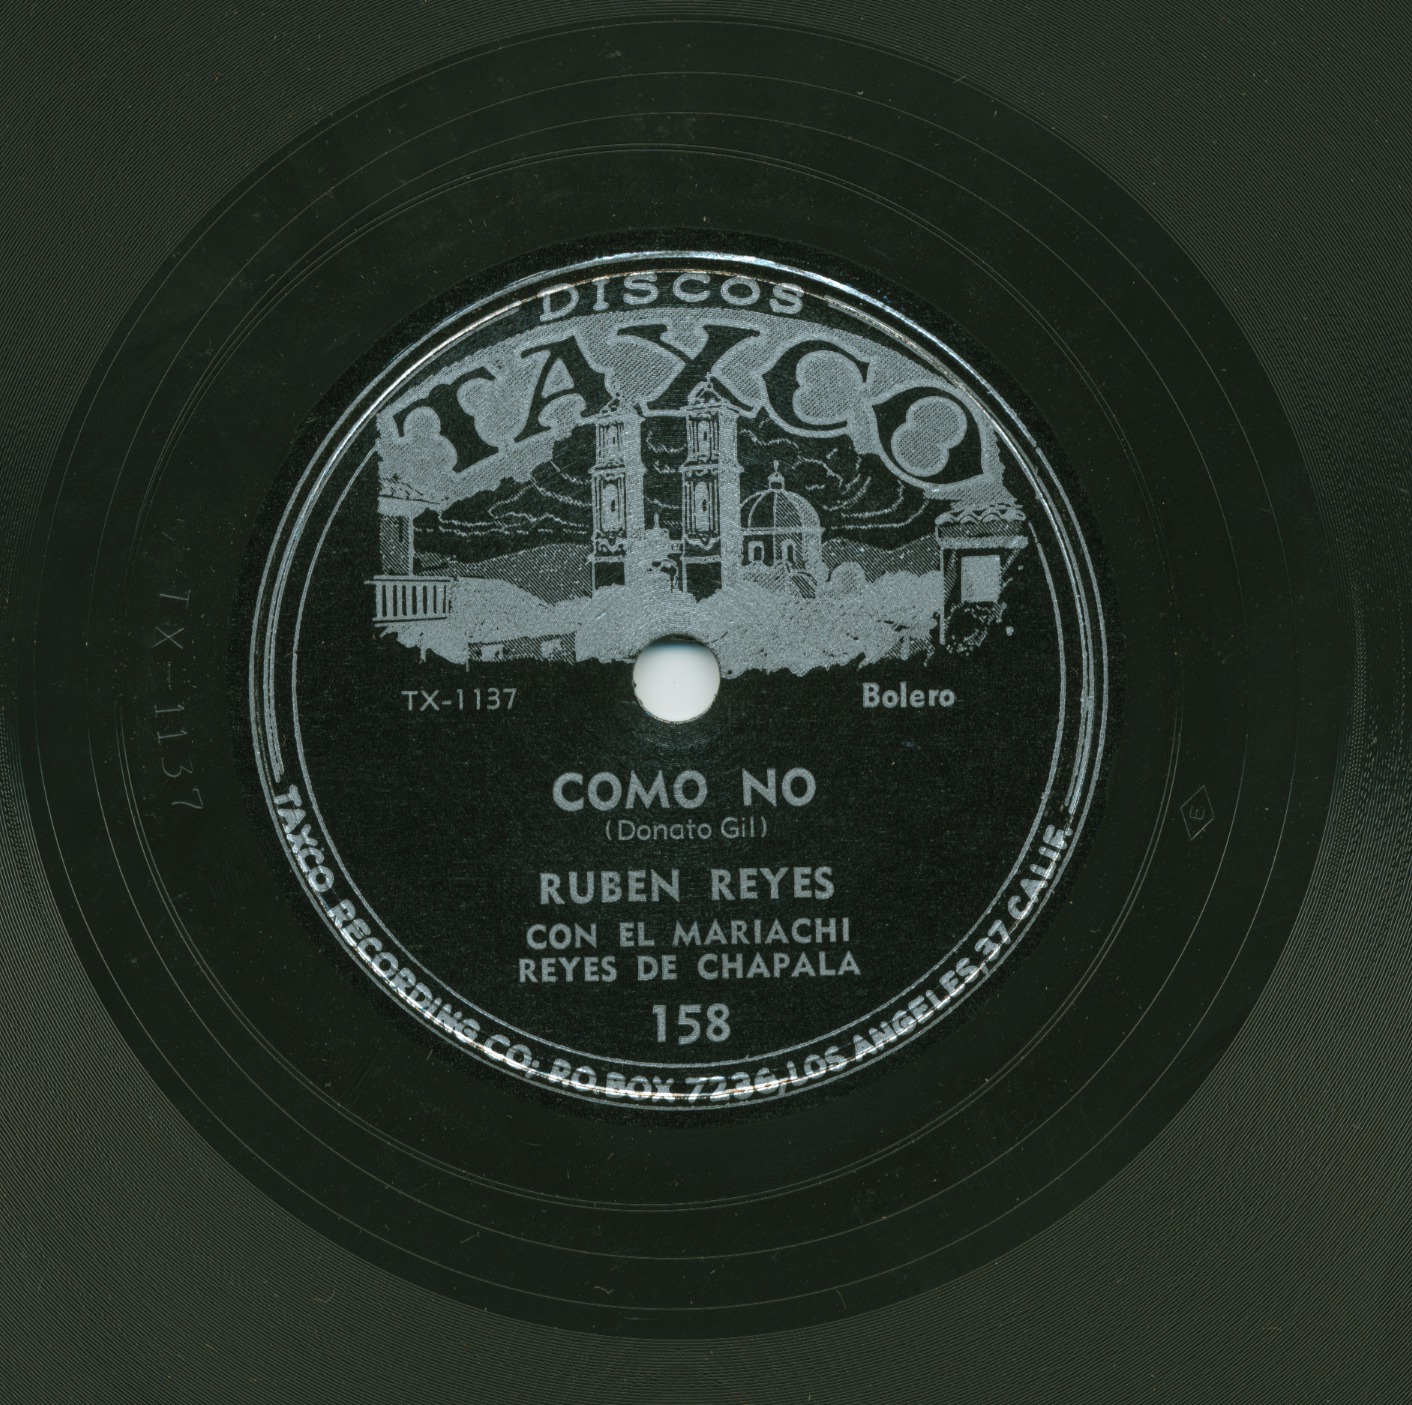 DISCOS
TAXCO
TX-1137
Bolero
COMO NO
(Donato Gil)
RUBEN REYES
CON EL MARIACHI
REYES DE CHAPALA
158
TAXCO RECORDING CO; P.O. BOX 7236, LOS ANGELES, 37 CALIF.
TX-1137
E